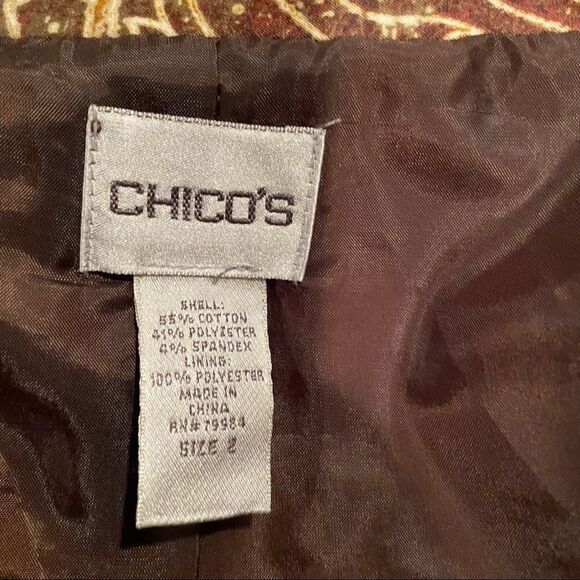 CHICO'S
SHELL:
55% COTTON
41% POLYESTER
4% SPANDEX
LINING:
100% POLYESTER
MADE IN
CHINA
RN# 79984
SIZE 2